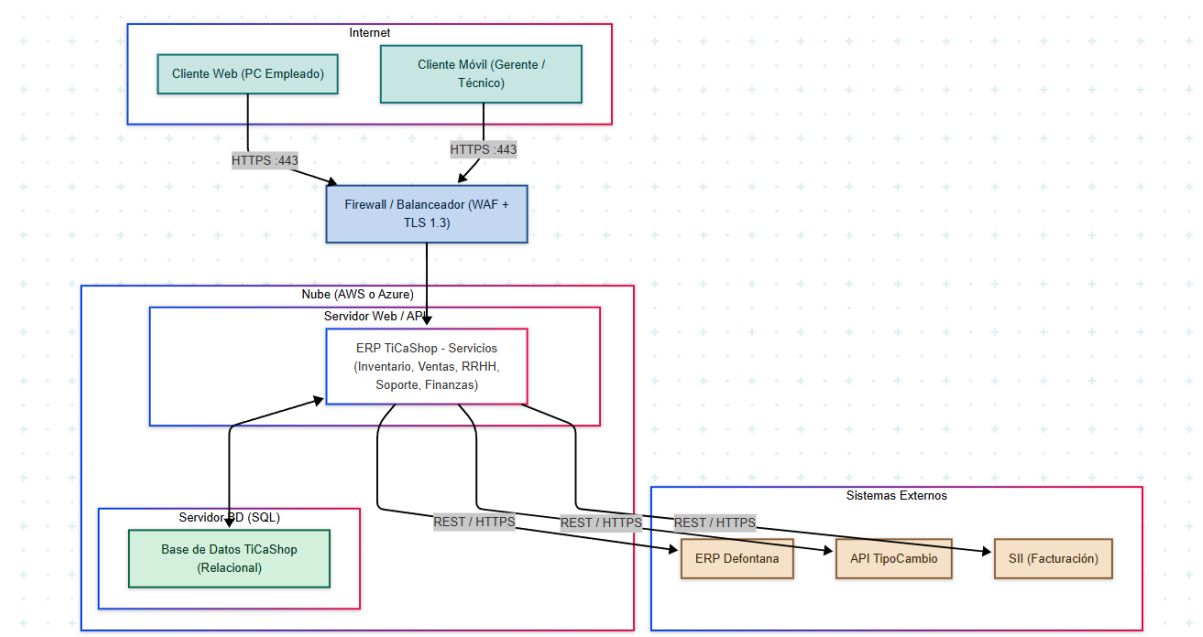 Internet
Cliente Web (PC Empleado)
Cliente Móvil (Gerente /
Técnico)
HTTPS :443
HTTPS :443
Firewall / Balanceador (WAF +
TLS 1.3)
Nube (AWS o Azure)
Servidor Web / API
ERP TiCaShop - Servicios
(Inventario, Ventas, RRHH,
Soporte, Finanzas)
Servidor BD (SQL)
Base de Datos TiCaShop
(Relacional)
Sistemas Externos
REST / HTTPS
REST / HTTPS
REST / HTTPS
ERP Defontana
API TipoCambio
SII (Facturación)